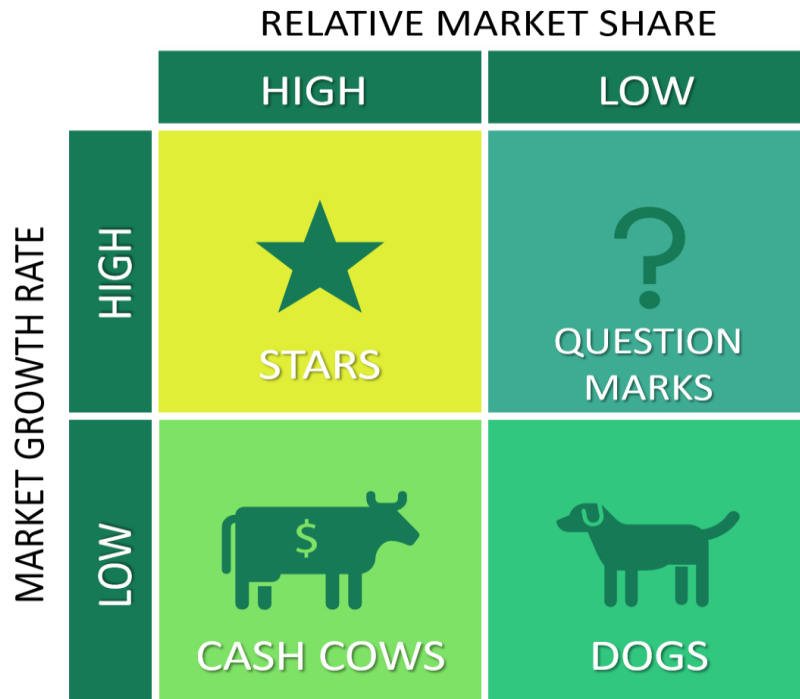 RELATIVE MARKET SHARE
HIGH
LOW
MARKET GROWTH RATE
HIGH
STARS
?
QUESTION
MARKS
LOW
$
CASH COWS
DOGS